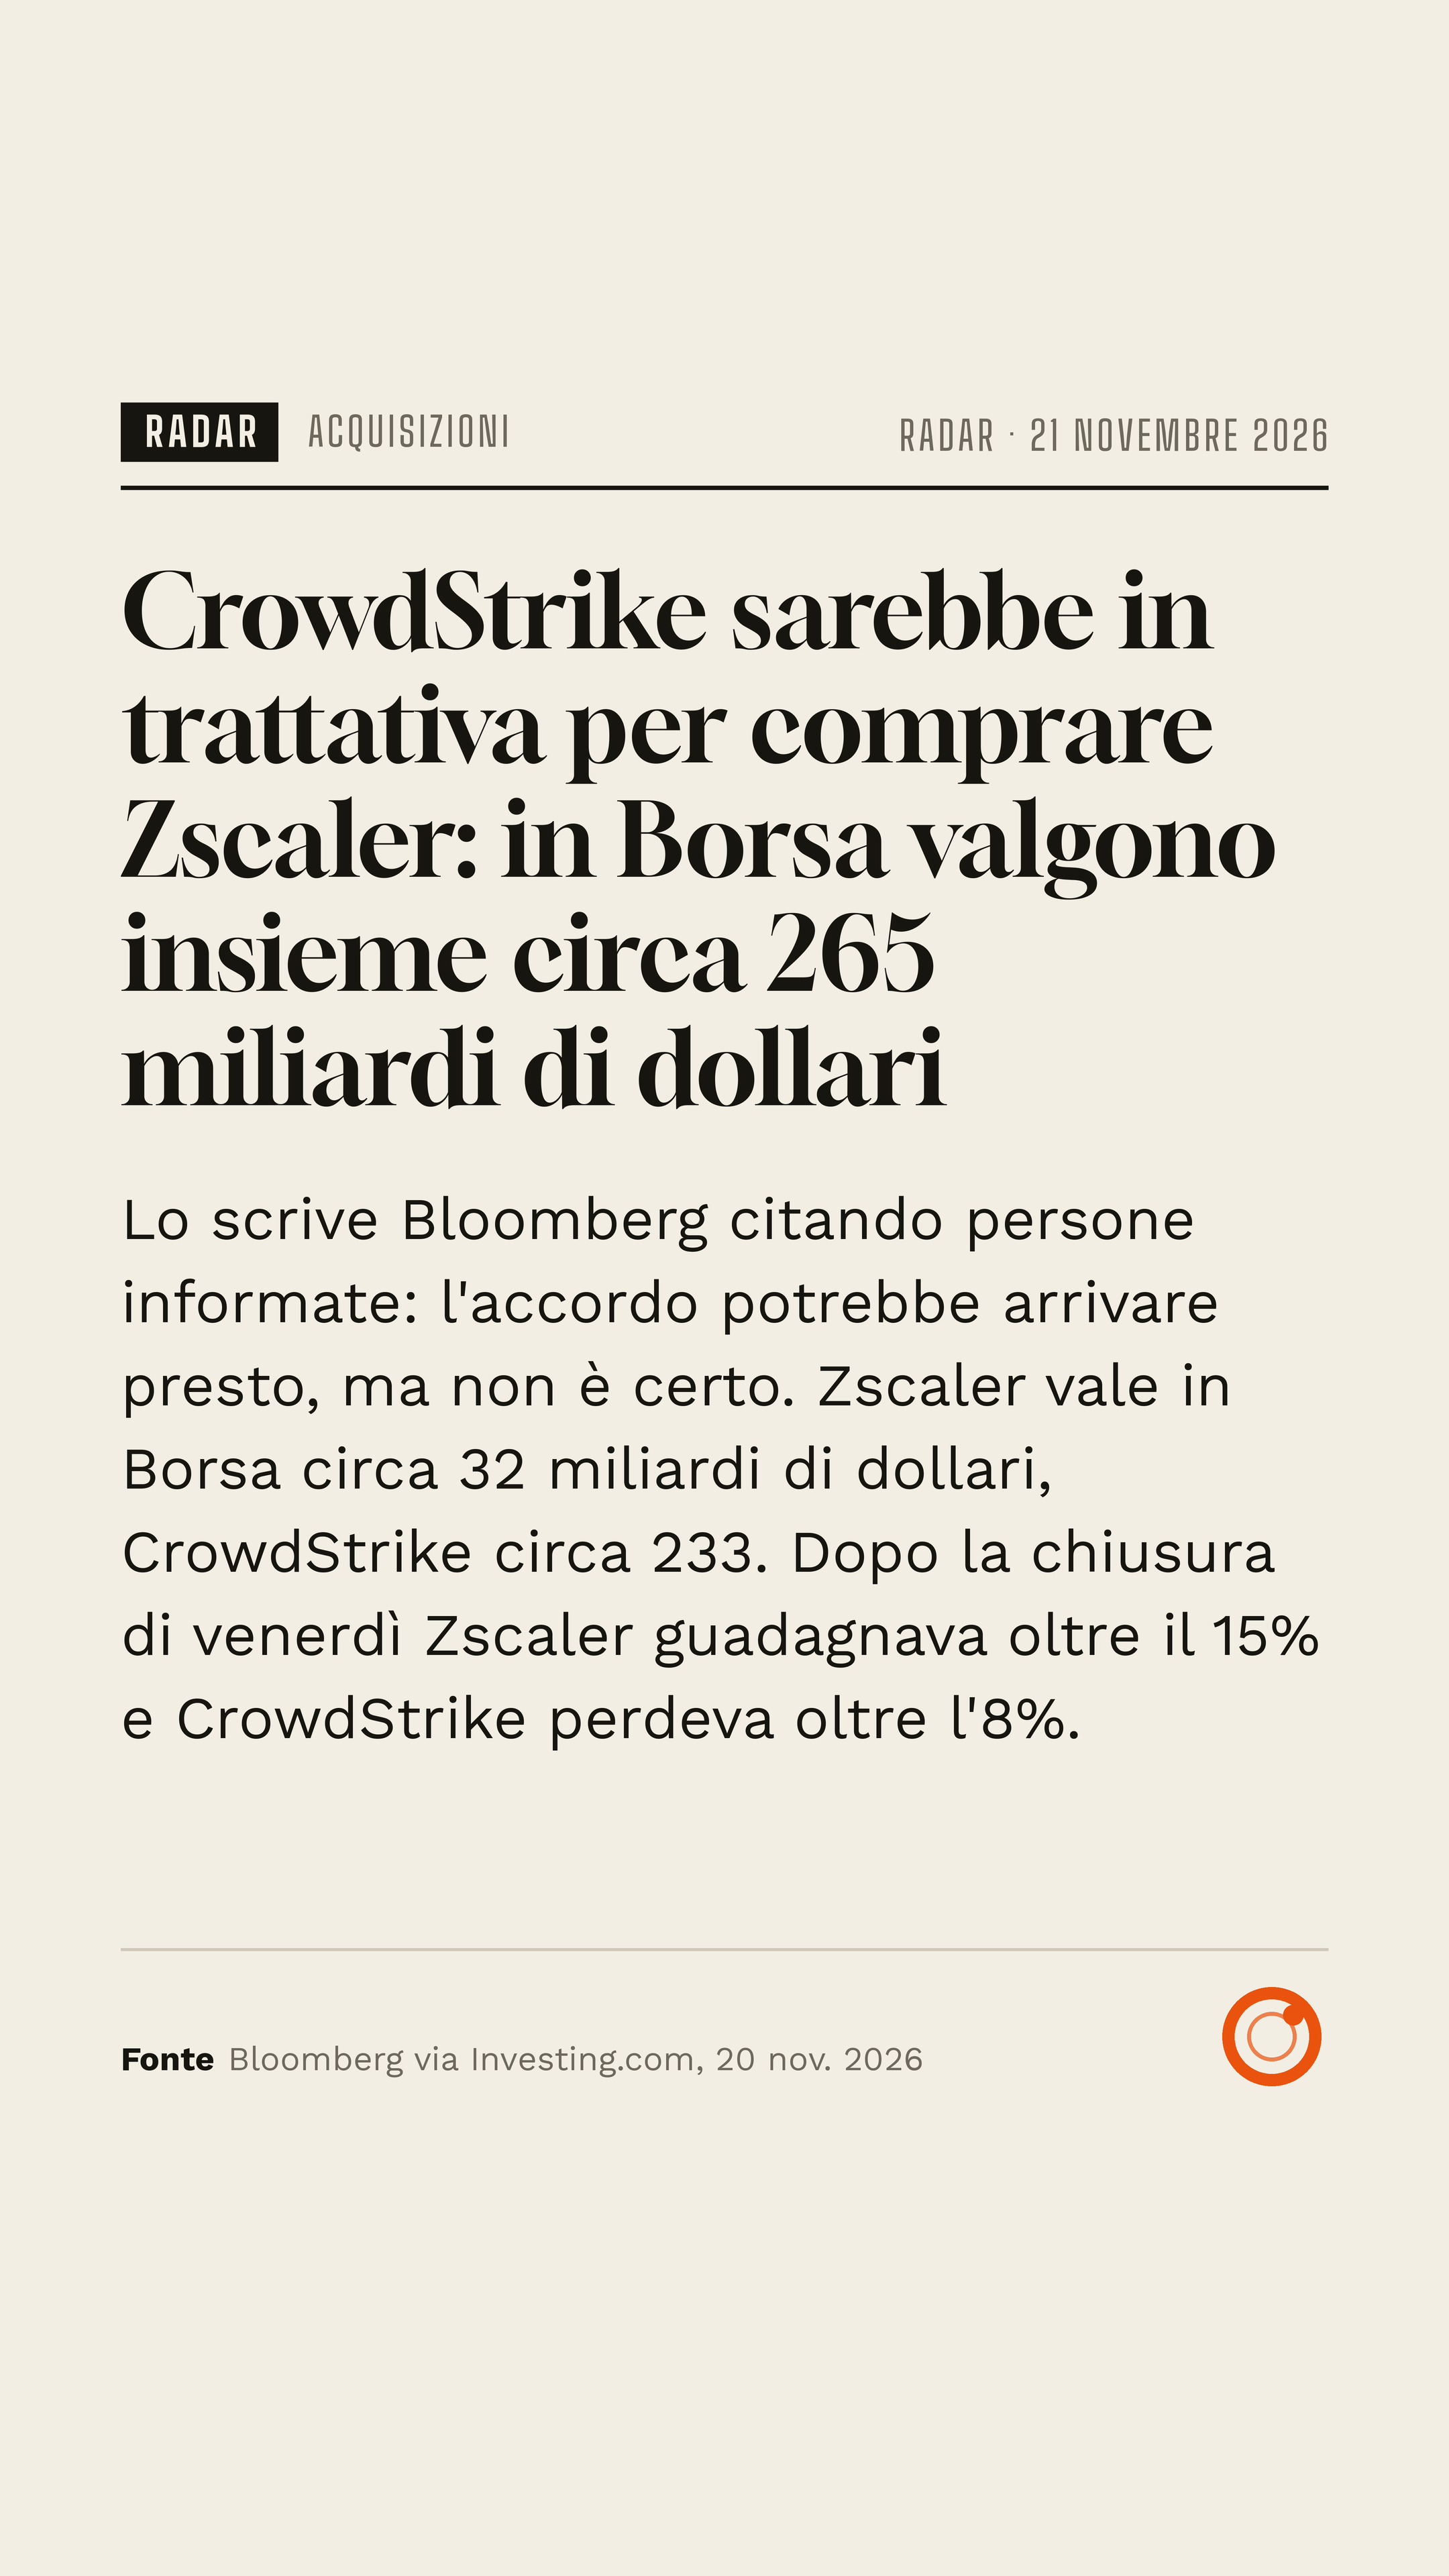 RADAR ACQUISIZIONI RADAR · 21 NOVEMBRE 2026
CrowdStrike sarebbe in
trattativa per comprare
Zscaler: in Borsa valgono
insieme circa 265
miliardi di dollari
Lo scrive Bloomberg citando persone
informate: l'accordo potrebbe arrivare
presto, ma non è certo. Zscaler vale in
Borsa circa 32 miliardi di dollari,
CrowdStrike circa 233. Dopo la chiusura
di venerdì Zscaler guadagnava oltre il 15%
e CrowdStrike perdeva oltre l'8%.
Fonte Bloomberg via Investing.com, 20 nov. 2026